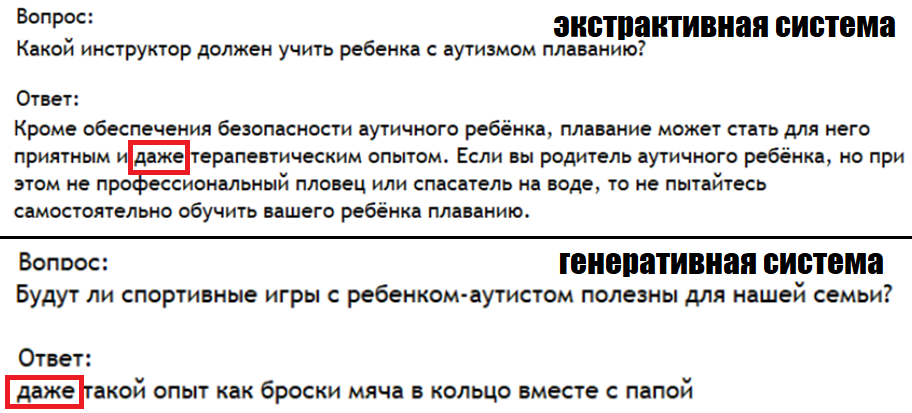 Вопрос:
экстрактивная система
Какой инструктор должен учить ребенка с аутизмом плаванию?
Ответ:
Кроме обеспечения безопасности аутичного ребёнка, плавание может стать для него
приятным и даже терапевтическим опытом. Если вы родитель аутичного ребёнка, но при
этом не профессиональный пловец или спасатель на воде, то не пытайтесь
самостоятельно обучить вашего ребёнка плаванию.
Вопрос:
генеративная система
Будут ли спортивные игры с ребенком-аутистом полезны для нашей семьи?
Ответ:
даже такой опыт как броски мяча в кольцо вместе с папой